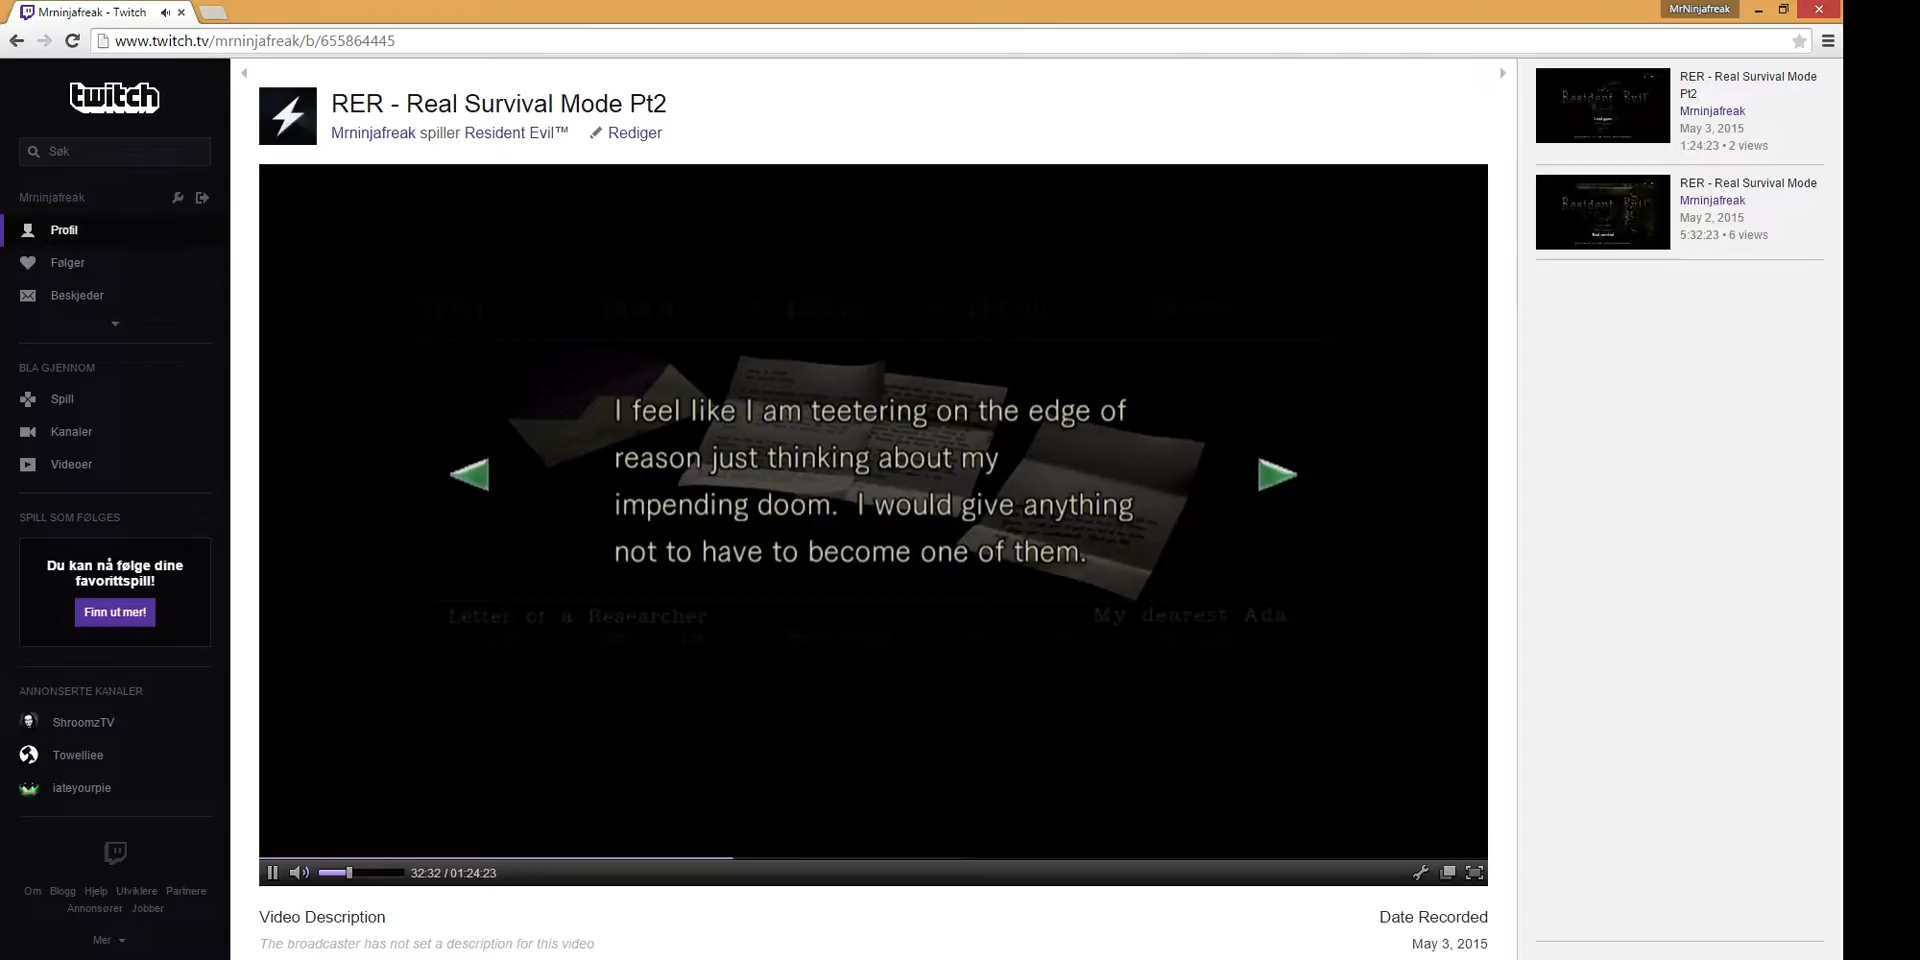 Mrninjafreak - Twitch
MrNinjafreak
www.twitch.tv/mrninjafreak/b/655864445
twitch
Søk
Mrninjafreak
Profil
Følger
Beskjeder
BLA GJENNOM
Spill
Kanaler
Videoer
SPILL SOM FØLGES
Du kan nå følge dine
favorittspill!
Finn ut mer!
ANNONSERTE KANALER
ShroomzTV
Towelliee
iateyourpie
Om Blogg Hjelp Utviklere Partnere
Annonsører Jobber
Mer
RER - Real Survival Mode Pt2
Mrninjafreak spiller Resident Evil™ Rediger
I feel like I am teetering on the edge of
reason just thinking about my
impending doom. I would give anything
not to have to become one of them.
Letter of a Researcher
My dearest Ada
32:32 / 01:24:23
Video Description
The broadcaster has not set a description for this video
Date Recorded
May 3, 2015
Resident Evil
RER - Real Survival Mode
Pt2
Mrninjafreak
May 3, 2015
1:24:23 • 2 views
Resident Evil
RER - Real Survival Mode
Mrninjafreak
May 2, 2015
5:32:23 • 6 views